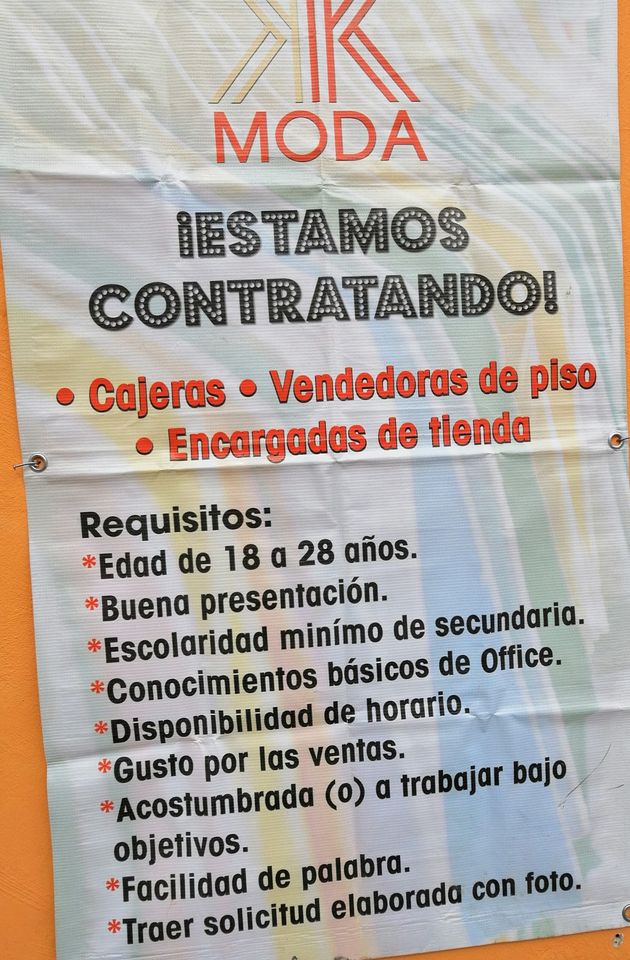 K
MODA
¡ESTAMOS
CONTRATANDO!
• Cajeras • Vendedoras de piso
• Encargadas de tienda
Requisitos:
*Edad de 18 a 28 años.
*Buena presentación.
*Escolaridad minímo de secundaria.
*Conocimientos básicos de Office.
*Disponibilidad de horario.
*Gusto por las ventas.
*Acostumbrada (o) a trabajar bajo
objetivos.
*Facilidad de palabra.
*Traer solicitud elaborada con foto.